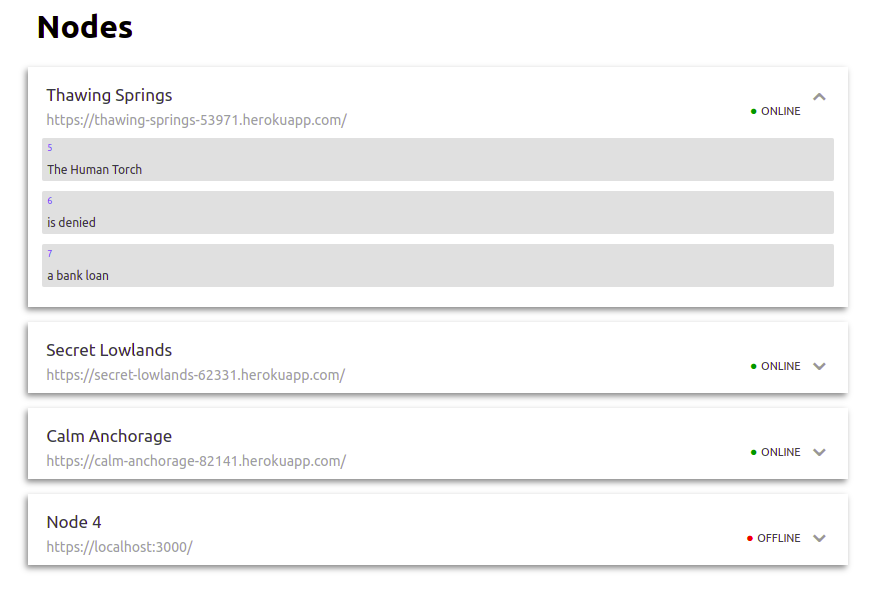 Nodes
Thawing Springs
https://thawing-springs-53971.herokuapp.com/
ONLINE
5
The Human Torch
6
is denied
7
a bank loan
Secret Lowlands
https://secret-lowlands-62331.herokuapp.com/
ONLINE
Calm Anchorage
https://calm-anchorage-82141.herokuapp.com/
ONLINE
Node 4
https://localhost:3000/
OFFLINE